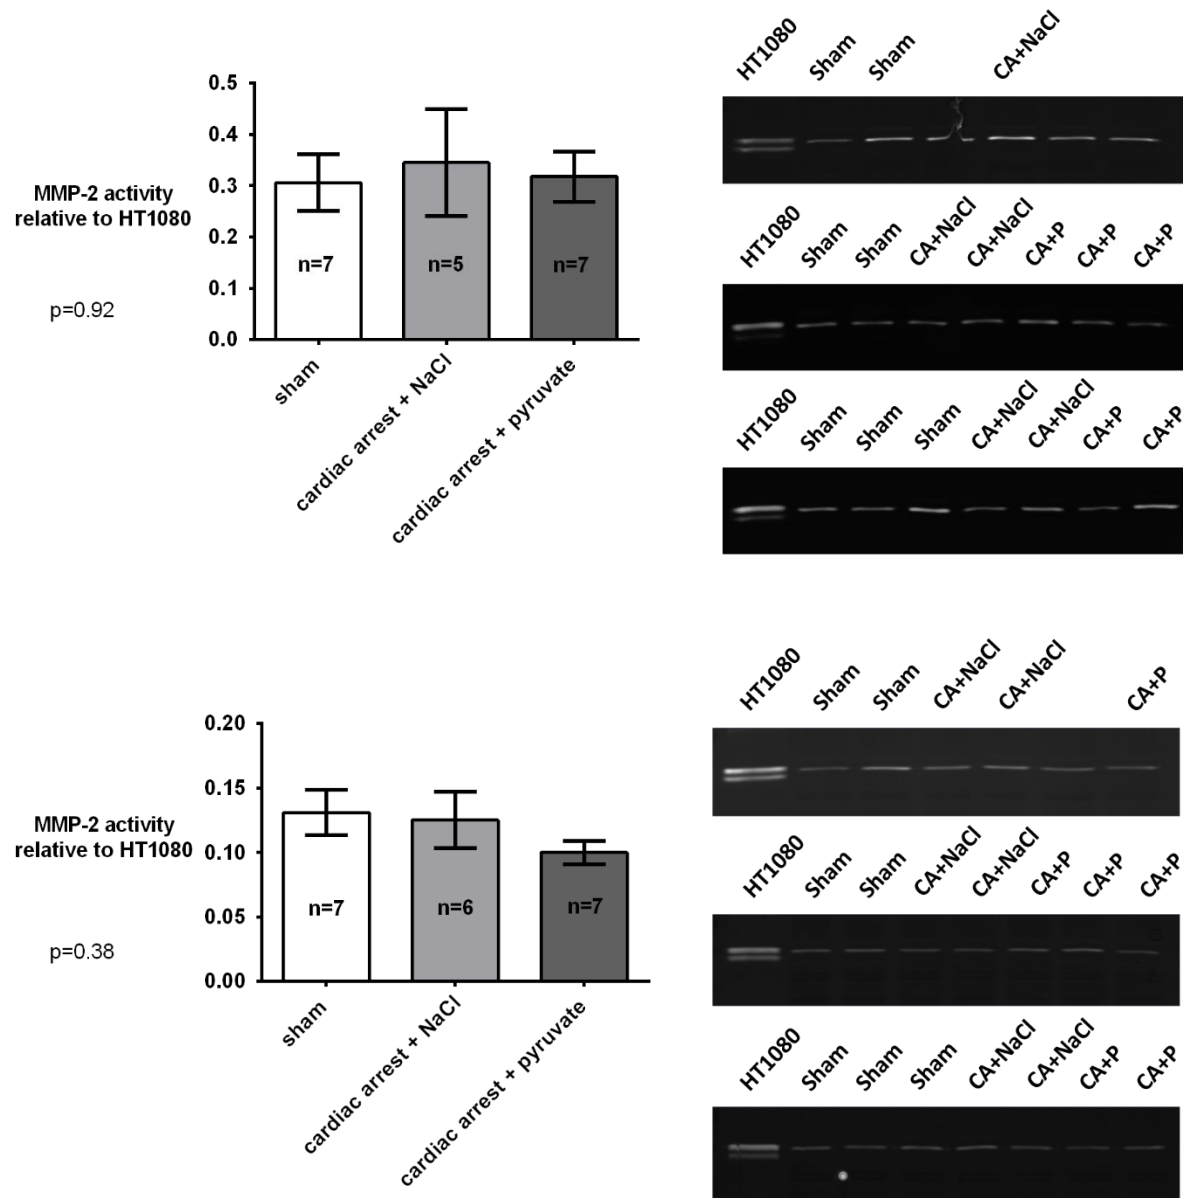 HT1080 Sham Sham CA+NaCl
0.5
0.4
0.3
0.2
0.1
0.0
MMP-2 activity
relative to HT1080
p=0.92
n=7 n=5 n=7
sham
cardiac arrest + NaCl
cardiac arrest + pyruvate
HT1080 Sham Sham CA+NaCl CA+NaCl CA+P CA+P CA+P
HT1080 Sham Sham Sham CA+NaCl CA+NaCl CA+P CA+P
HT1080 Sham Sham CA+NaCl CA+NaCl CA+P
0.20
0.15
0.10
0.05
0.00
MMP-2 activity
relative to HT1080
p=0.38
n=7 n=6 n=7
sham
cardiac arrest + NaCl
cardiac arrest + pyruvate
HT1080 Sham Sham CA+NaCl CA+NaCl CA+P CA+P CA+P
HT1080 Sham Sham Sham CA+NaCl CA+NaCl CA+P CA+P